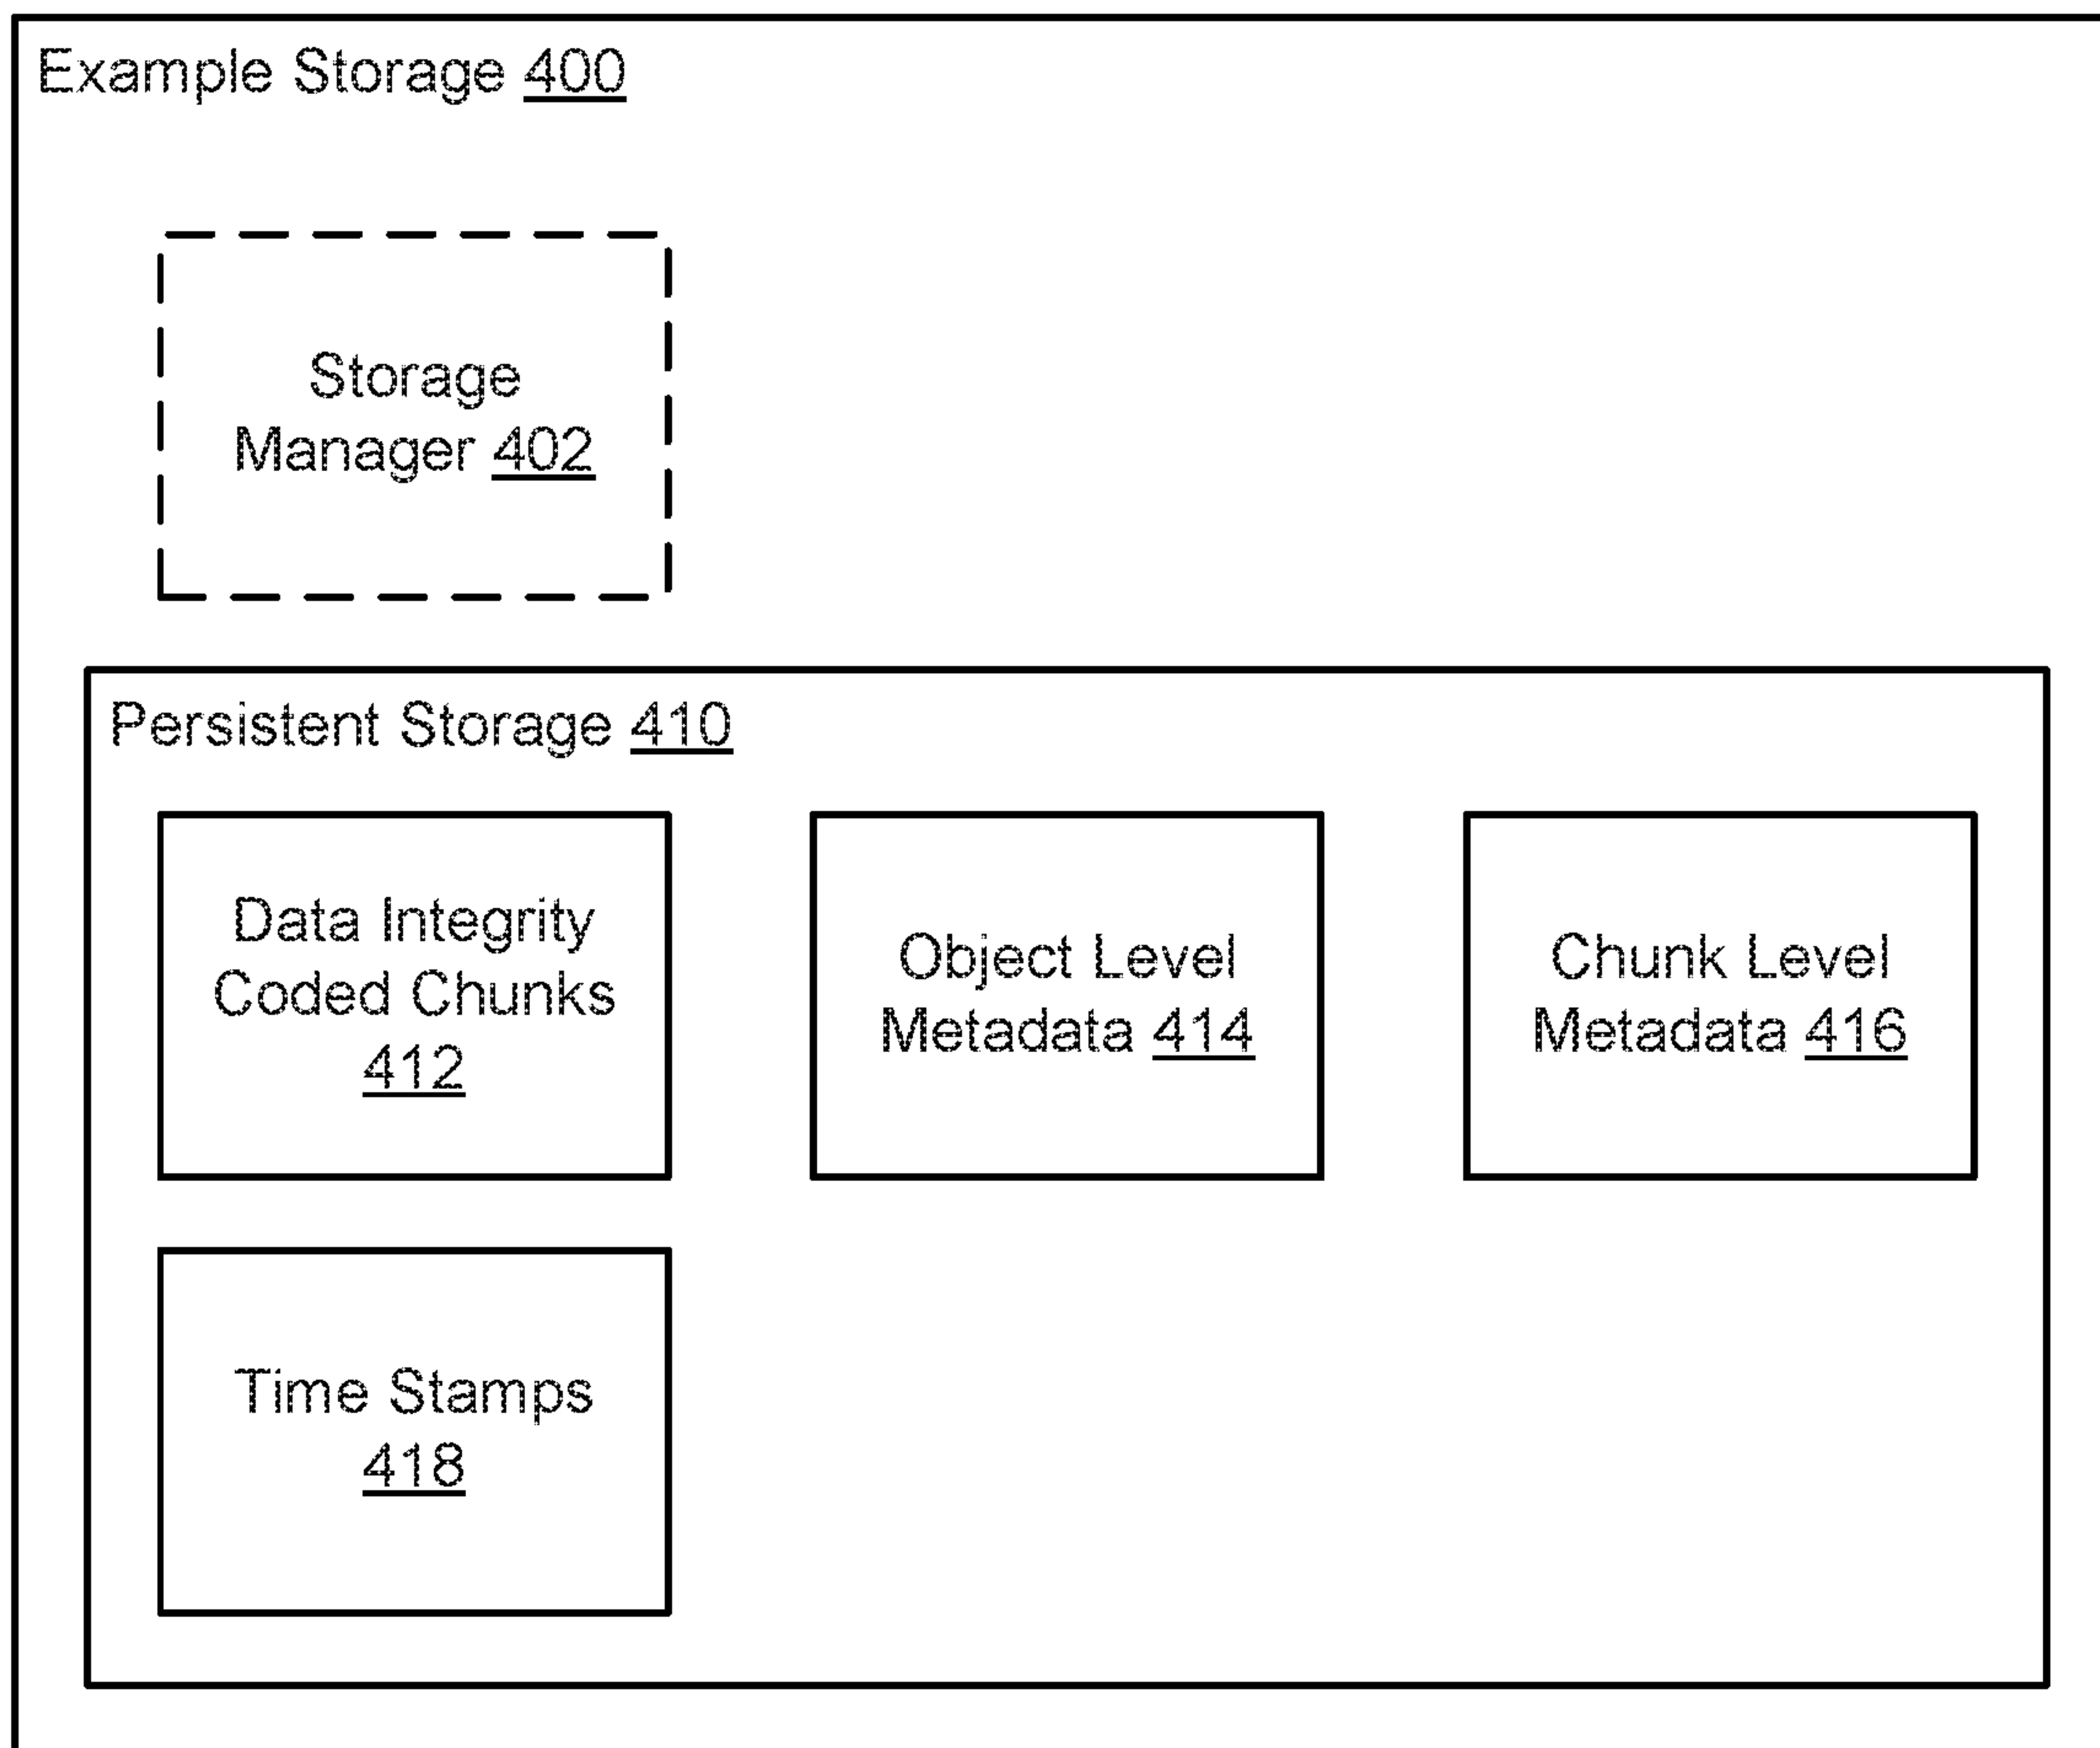 Example Storage 400
Storage
Manager 402
Persistent Storage 410
Data Integrity
Coded Chunks
412
Object Level
Metadata 414
Chunk Level
Metadata 416
Time Stamps
418